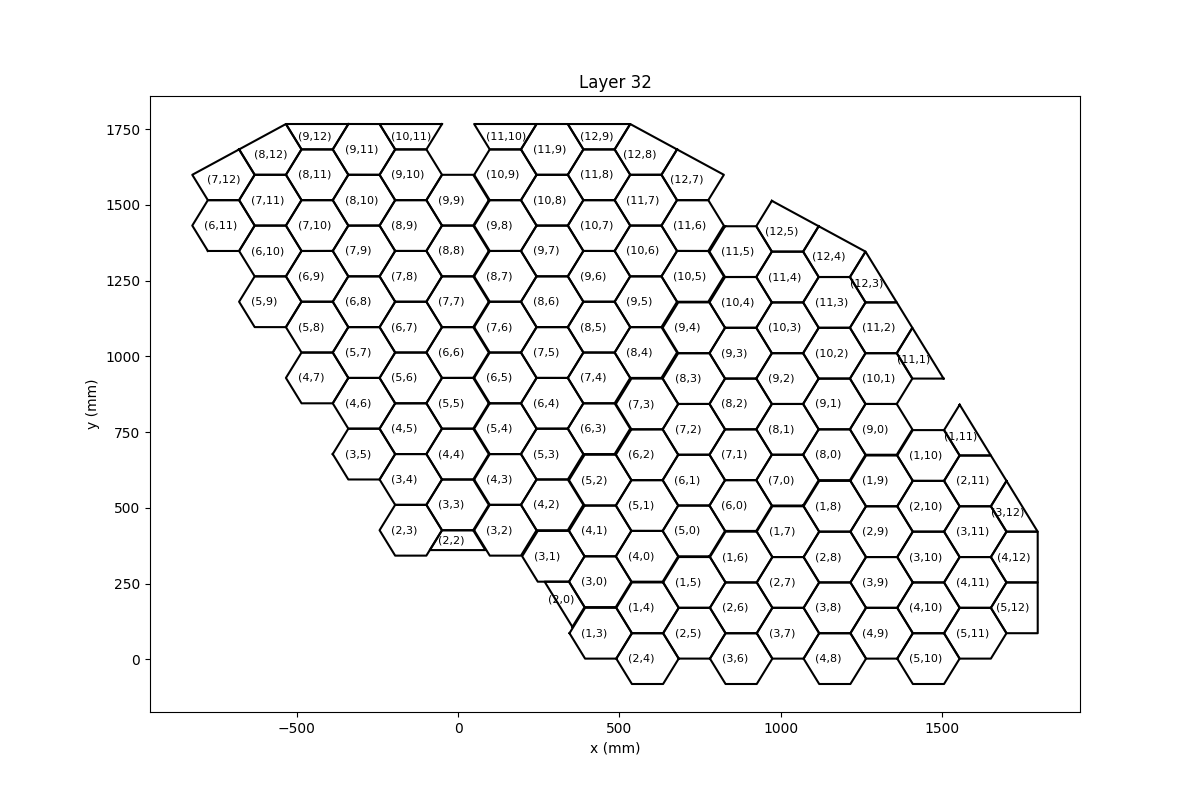 Layer 32
(9,12) (10,11) (11,10) (12,9)
(8,12) (9,11) (11,9) (12,8)
(7,12) (8,11) (9,10) (10,9) (11,8) (12,7)
(7,11) (8,10) (9,9) (10,8) (11,7)
(6,11) (7,10) (8,9) (9,8) (10,7) (11,6) (12,5)
(6,10) (7,9) (8,8) (9,7) (10,6) (11,5) (12,4)
(6,9) (7,8) (8,7) (9,6) (10,5) (11,4) (12,3)
(5,9) (6,8) (7,7) (8,6) (9,5) (10,4) (11,3)
(5,8) (6,7) (7,6) (8,5) (9,4) (10,3) (11,2)
(5,7) (6,6) (7,5) (8,4) (9,3) (10,2) (11,1)
(4,7) (5,6) (6,5) (7,4) (8,3) (9,2) (10,1)
(4,6) (5,5) (6,4) (7,3) (8,2) (9,1)
(4,5) (5,4) (6,3) (7,2) (8,1) (9,0) (1,11)
(3,5) (4,4) (5,3) (6,2) (7,1) (8,0) (1,10)
(3,4) (4,3) (5,2) (6,1) (7,0) (1,9) (2,11)
(3,3) (4,2) (5,1) (6,0) (1,8) (2,10) (3,12)
(2,3) (3,2) (4,1) (5,0) (1,7) (2,9) (3,11)
(2,2) (3,1) (4,0) (1,6) (2,8) (3,10) (4,12)
(3,0) (1,5) (2,7) (3,9) (4,11)
(2,0) (1,4) (2,6) (3,8) (4,10) (5,12)
(1,3) (2,5) (3,7) (4,9) (5,11)
(2,4) (3,6) (4,8) (5,10)
1750
1500
1250
1000
750
500
250
0
y (mm)
−500 0 500 1000 1500
x (mm)